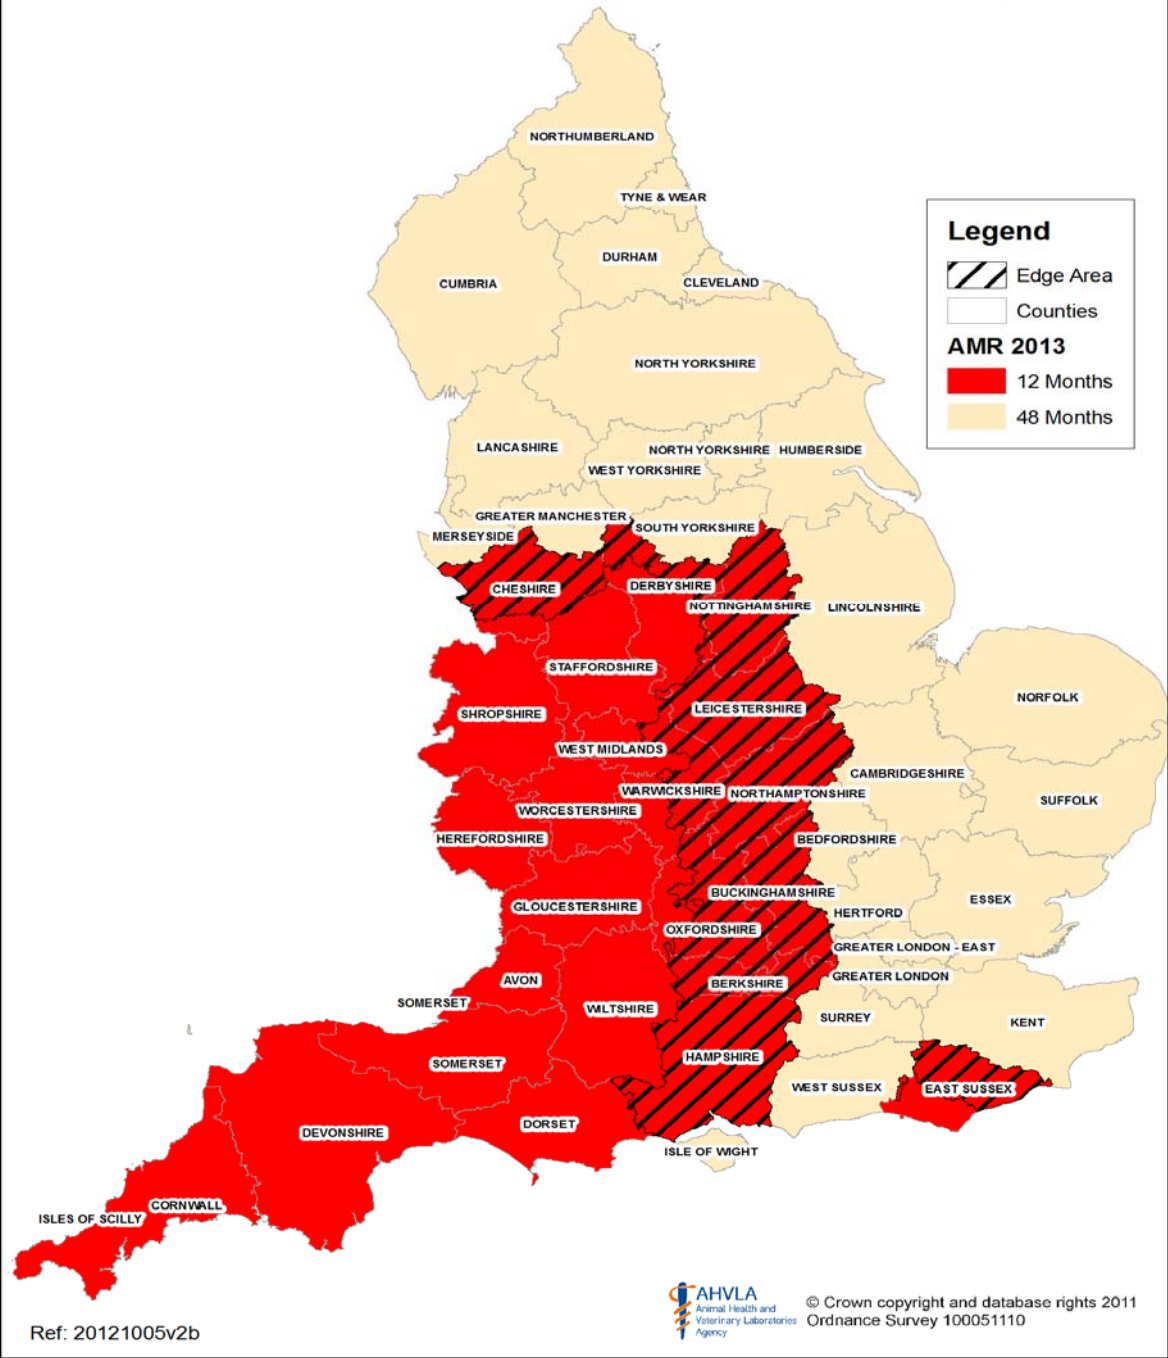 NORTHUMBERLAND
TYNE & WEAR
Legend
DURHAM
Edge Area
CUMBRIA
CLEVELAND
Counties
AMR 2013
NORTH YORKSHIRE
12 Months
48 Months
LANCASHIRE
NORTH YORKSHIRE
HUMBERSIDE
WEST YORKSHIRE
GREATER MANCHESTER
SOUTH YORKSHIRE
MERSEYSIDE
CHESHIRE
DERBYSHIRE
NOTTINGHAMSHIRE
LINCOLNSHIRE
STAFFORDSHIRE
NORFOLK
SHROPSHIRE
LEICESTERSHIRE
WEST MIDLANDS
CAMBRIDGESHIRE
WARWICKSHIRE
NORTHAMPTONSHIRE
SUFFOLK
WORCESTERSHIRE
HEREFORDSHIRE
BEDFORDSHIRE
BUCKINGHAMSHIRE
ESSEX
GLOUCESTERSHIRE
HERTFORD
OXFORDSHIRE
GREATER LONDON - EAST
AVON
BERKSHIRE
GREATER LONDON
SOMERSET
WILTSHIRE
SURREY
KENT
SOMERSET
HAMPSHIRE
WEST SUSSEX
EAST SUSSEX
DEVONSHIRE
DORSET
ISLE OF WIGHT
CORNWALL
ISLES OF SCILLY
AHVLA
Animal Health and
Veterinary Laboratories
Agency
© Crown copyright and database rights 2011
Ordnance Survey 100051110
Ref: 20121005v2b